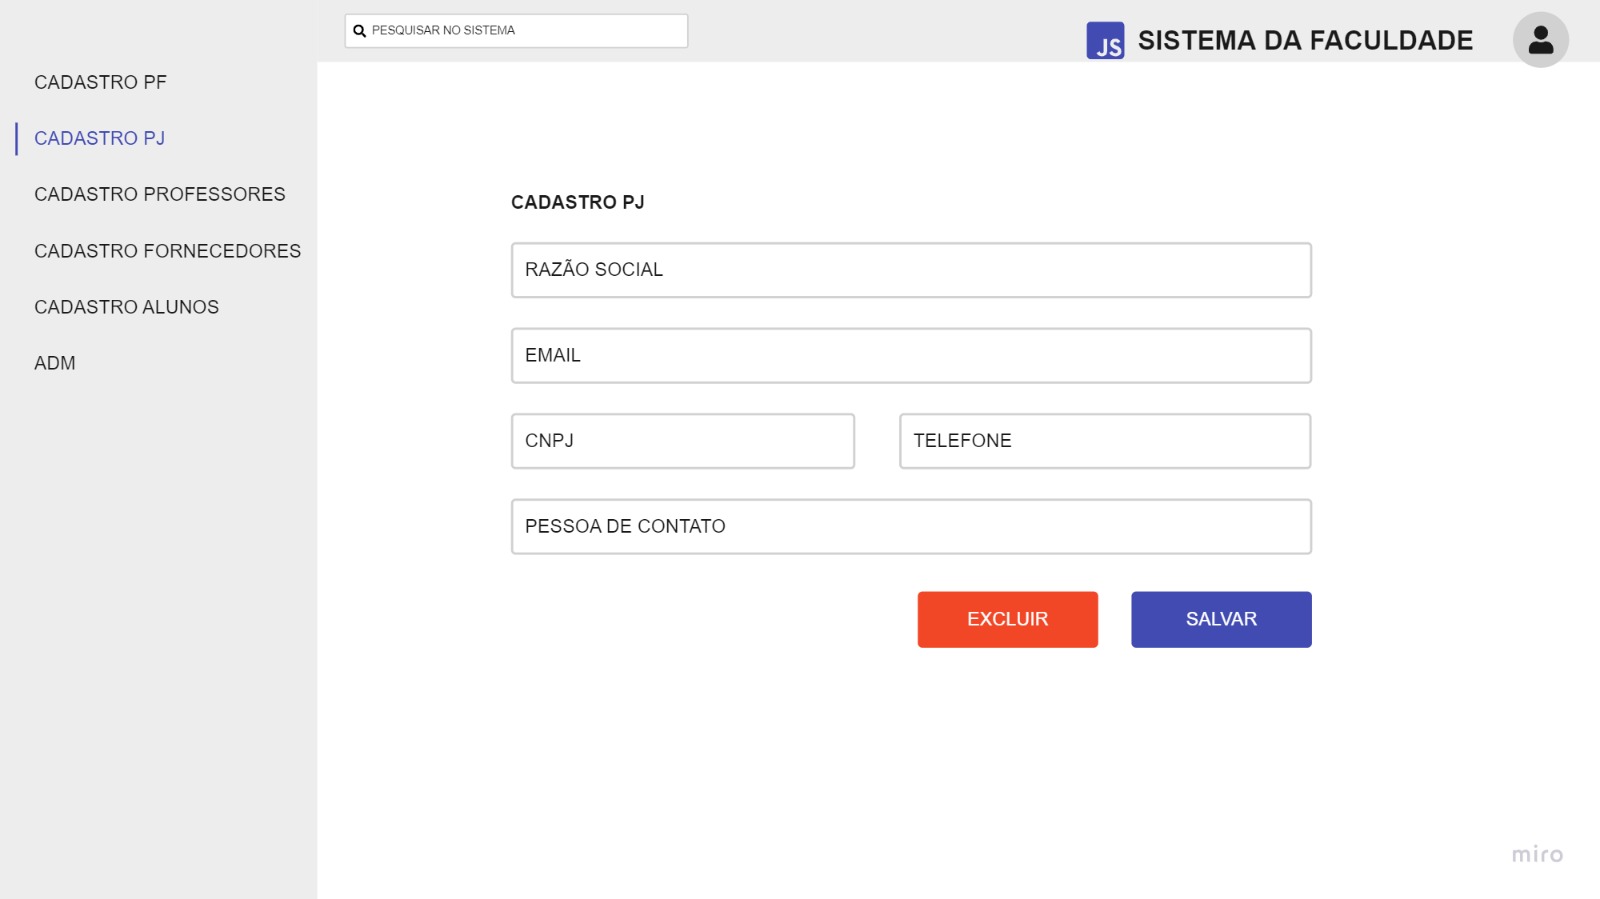 PESQUISAR NO SISTEMA
JS SISTEMA DA FACULDADE
CADASTRO PF
CADASTRO PJ
CADASTRO PROFESSORES
CADASTRO FORNECEDORES
CADASTRO ALUNOS
ADM
CADASTRO PJ
RAZÃO SOCIAL
EMAIL
CNPJ
TELEFONE
PESSOA DE CONTATO
EXCLUIR
SALVAR
miro